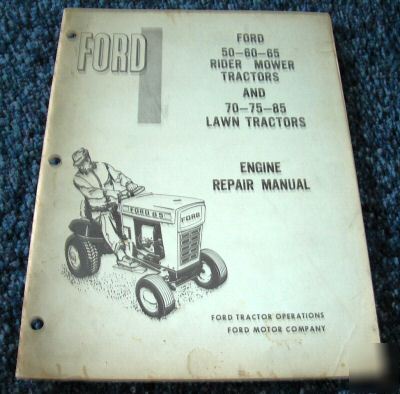 FORD
FORD
50-60-65
RIDER MOWER
TRACTORS
AND
70-75-85
LAWN TRACTORS
ENGINE
REPAIR MANUAL
FORD 85
FORD
FORD TRACTOR OPERATIONS
FORD MOTOR COMPANY